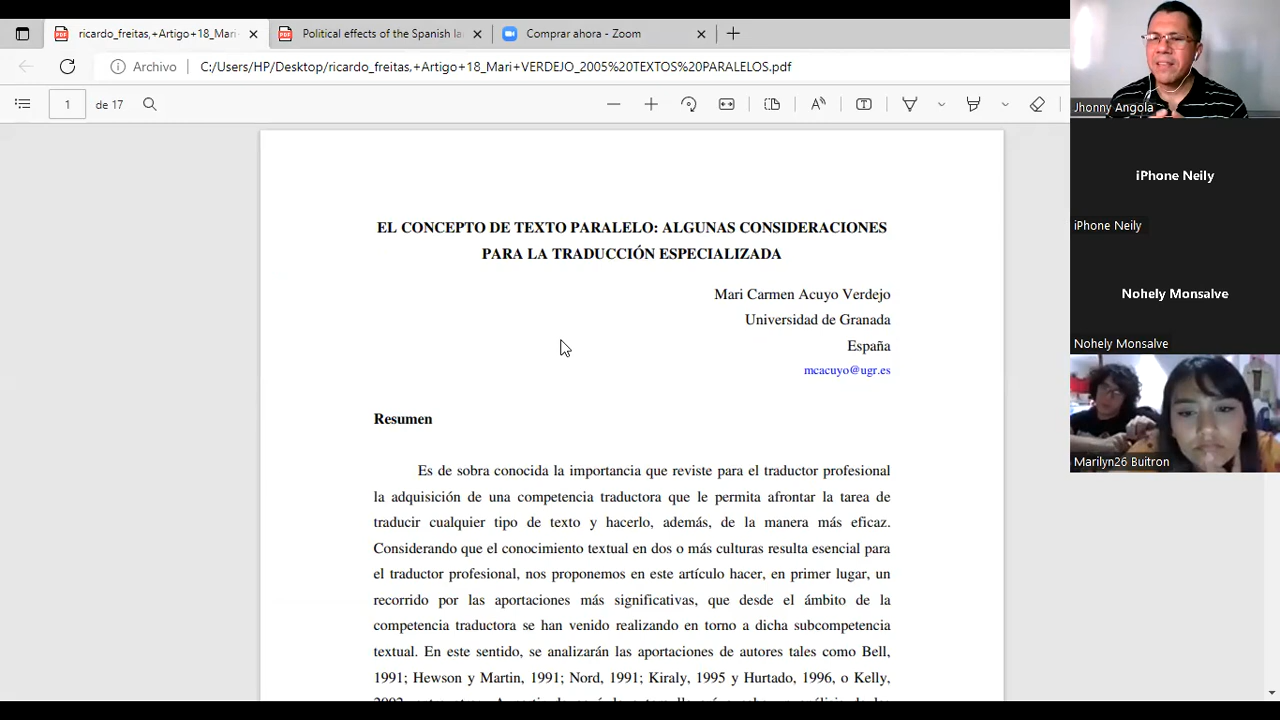 ricardo_freitas,+Artigo+18_Mari
Political effects of the Spanish la
Comprar ahora - Zoom
Archivo
C:/Users/HP/Desktop/ricardo_freitas,+Artigo+18_Mari+VERDEJO_2005%20TEXTOS%20PARALELOS.pdf
1 de 17
EL CONCEPTO DE TEXTO PARALELO: ALGUNAS CONSIDERACIONES
PARA LA TRADUCCIÓN ESPECIALIZADA
Mari Carmen Acuyo Verdejo
Universidad de Granada
España
mcacuyo@ugr.es
Resumen
Es de sobra conocida la importancia que reviste para el traductor profesional
la adquisición de una competencia traductora que le permita afrontar la tarea de
traducir cualquier tipo de texto y hacerlo, además, de la manera más eficaz.
Considerando que el conocimiento textual en dos o más culturas resulta esencial para
el traductor profesional, nos proponemos en este artículo hacer, en primer lugar, un
recorrido por las aportaciones más significativas, que desde el ámbito de la
competencia traductora se han venido realizando en torno a dicha subcompetencia
textual. En este sentido, se analizarán las aportaciones de autores tales como Bell,
1991; Hewson y Martin, 1991; Nord, 1991; Kiraly, 1995 y Hurtado, 1996, o Kelly,
Jhonny Angola
iPhone Neily
iPhone Neily
Nohely Monsalve
Nohely Monsalve
Marilyn26 Buitron